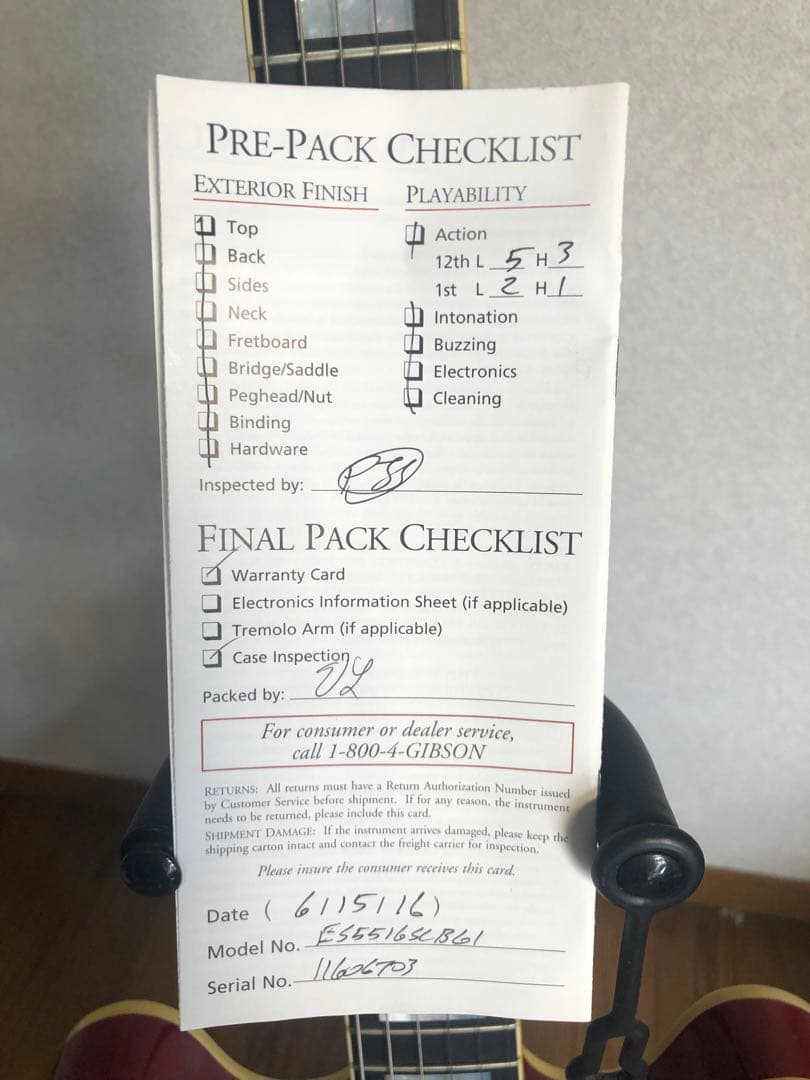 PRE-PACK CHECKLIST
EXTERIOR FINISH
Top
Back
Sides
Neck
Fretboard
Bridge/Saddle
Peghead/Nut
Binding
Hardware
PLAYABILITY
Action
12th L 5 H 3
1st L 2 H 1
Intonation
Buzzing
Electronics
Cleaning
Inspected by:
FINAL PACK CHECKLIST
Warranty Card
Electronics Information Sheet (if applicable)
Tremolo Arm (if applicable)
Case Inspection
Packed by:
For consumer or dealer service,
call 1-800-4-GIBSON
RETURNS: All returns must have a Return Authorization Number issued
by Customer Service before shipment. If for any reason, the instrument
needs to be returned, please include this card.
SHIPMENT DAMAGE: If the instrument arrives damaged, please keep the
shipping carton intact and contact the freight carrier for inspection.
Please insure the consumer receives this card.
Date ( 6/15/16)
Model No. ES5516SCBG1
Serial No. 11606703